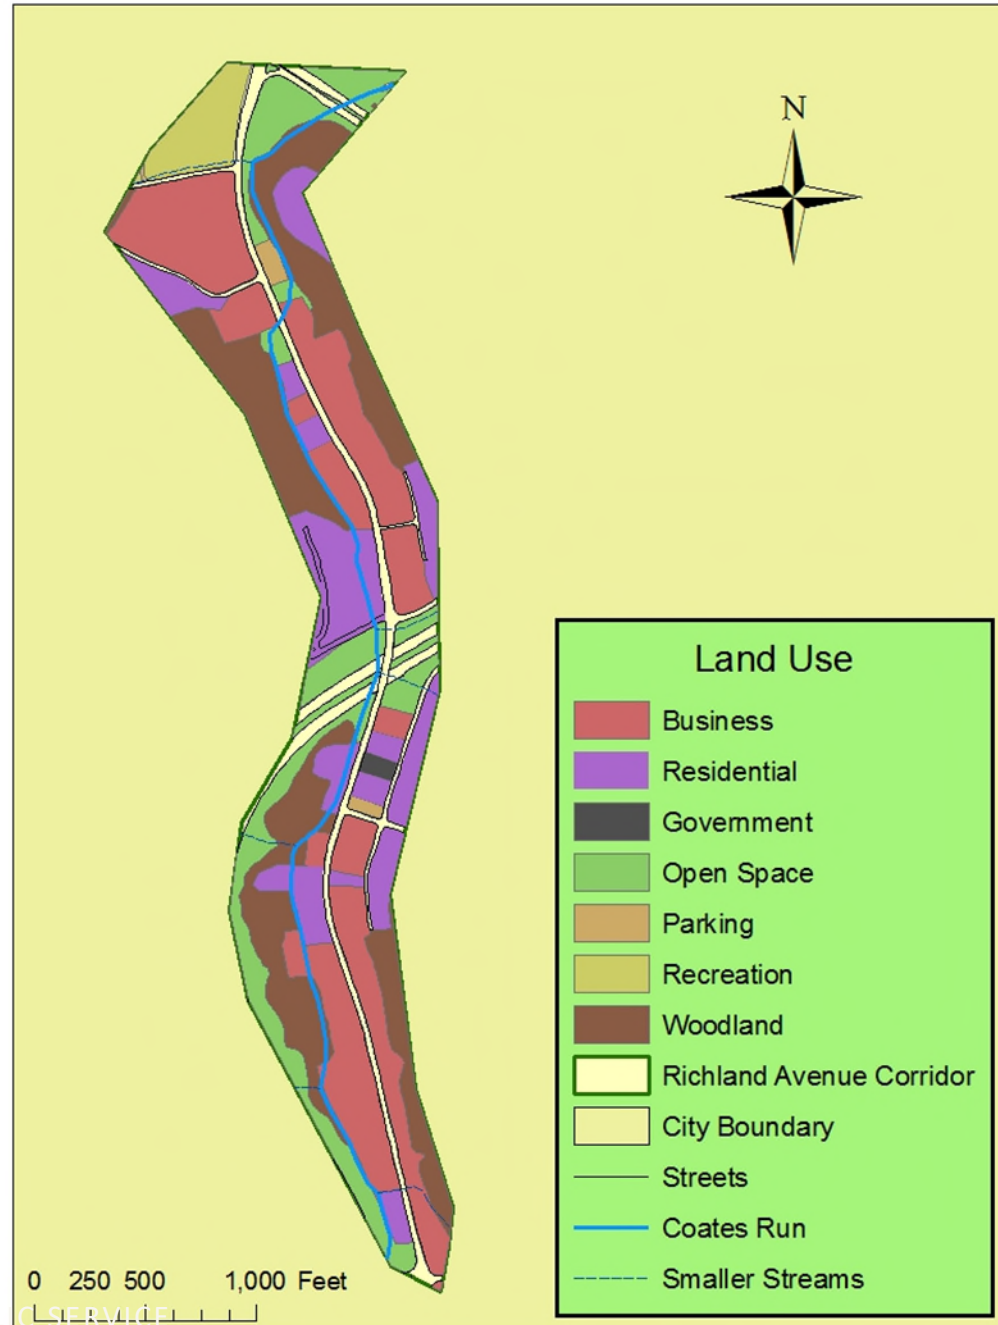 N
Land Use
Business
Residential
Government
Open Space
Parking
Recreation
Woodland
Richland Avenue Corridor
City Boundary
Streets
Coates Run
Smaller Streams
0 250 500 1,000 Feet
C SERVICE